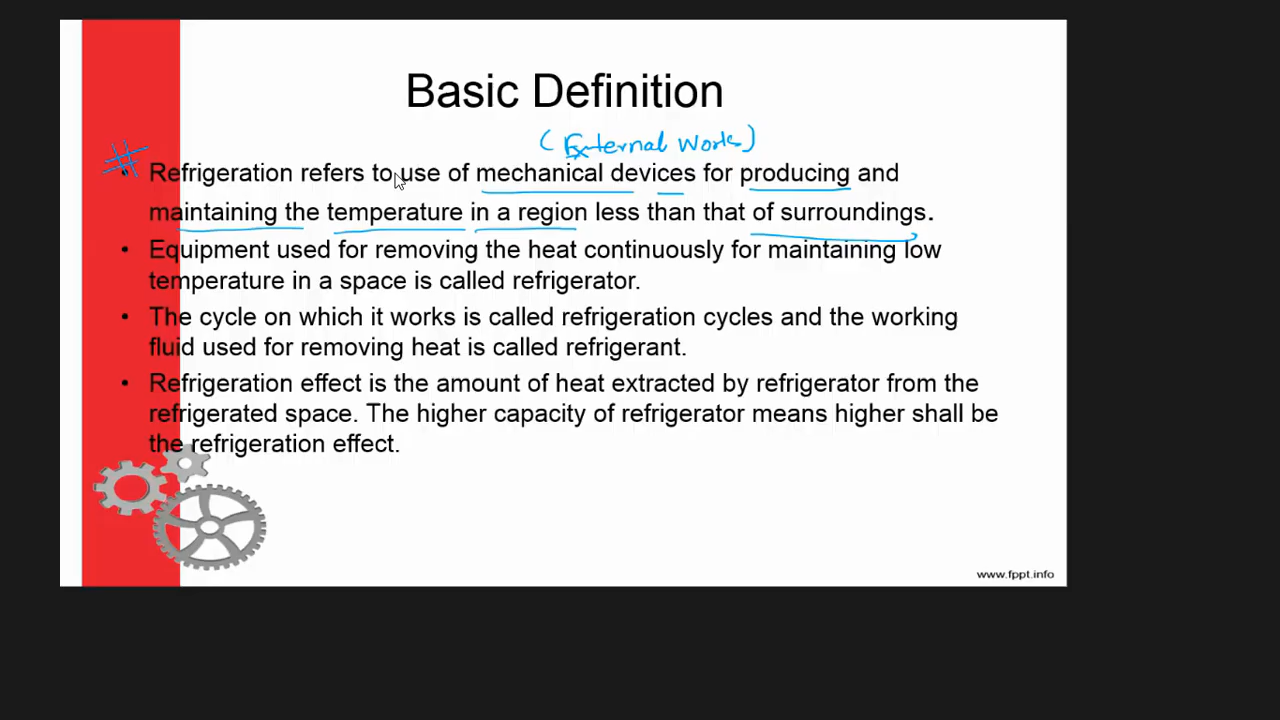 Basic Definition
(External Work)
# • Refrigeration refers to use of mechanical devices for producing and
maintaining the temperature in a region less than that of surroundings.
• Equipment used for removing the heat continuously for maintaining low
temperature in a space is called refrigerator.
• The cycle on which it works is called refrigeration cycles and the working
fluid used for removing heat is called refrigerant.
• Refrigeration effect is the amount of heat extracted by refrigerator from the
refrigerated space. The higher capacity of refrigerator means higher shall be
the refrigeration effect.
www.fppt.info